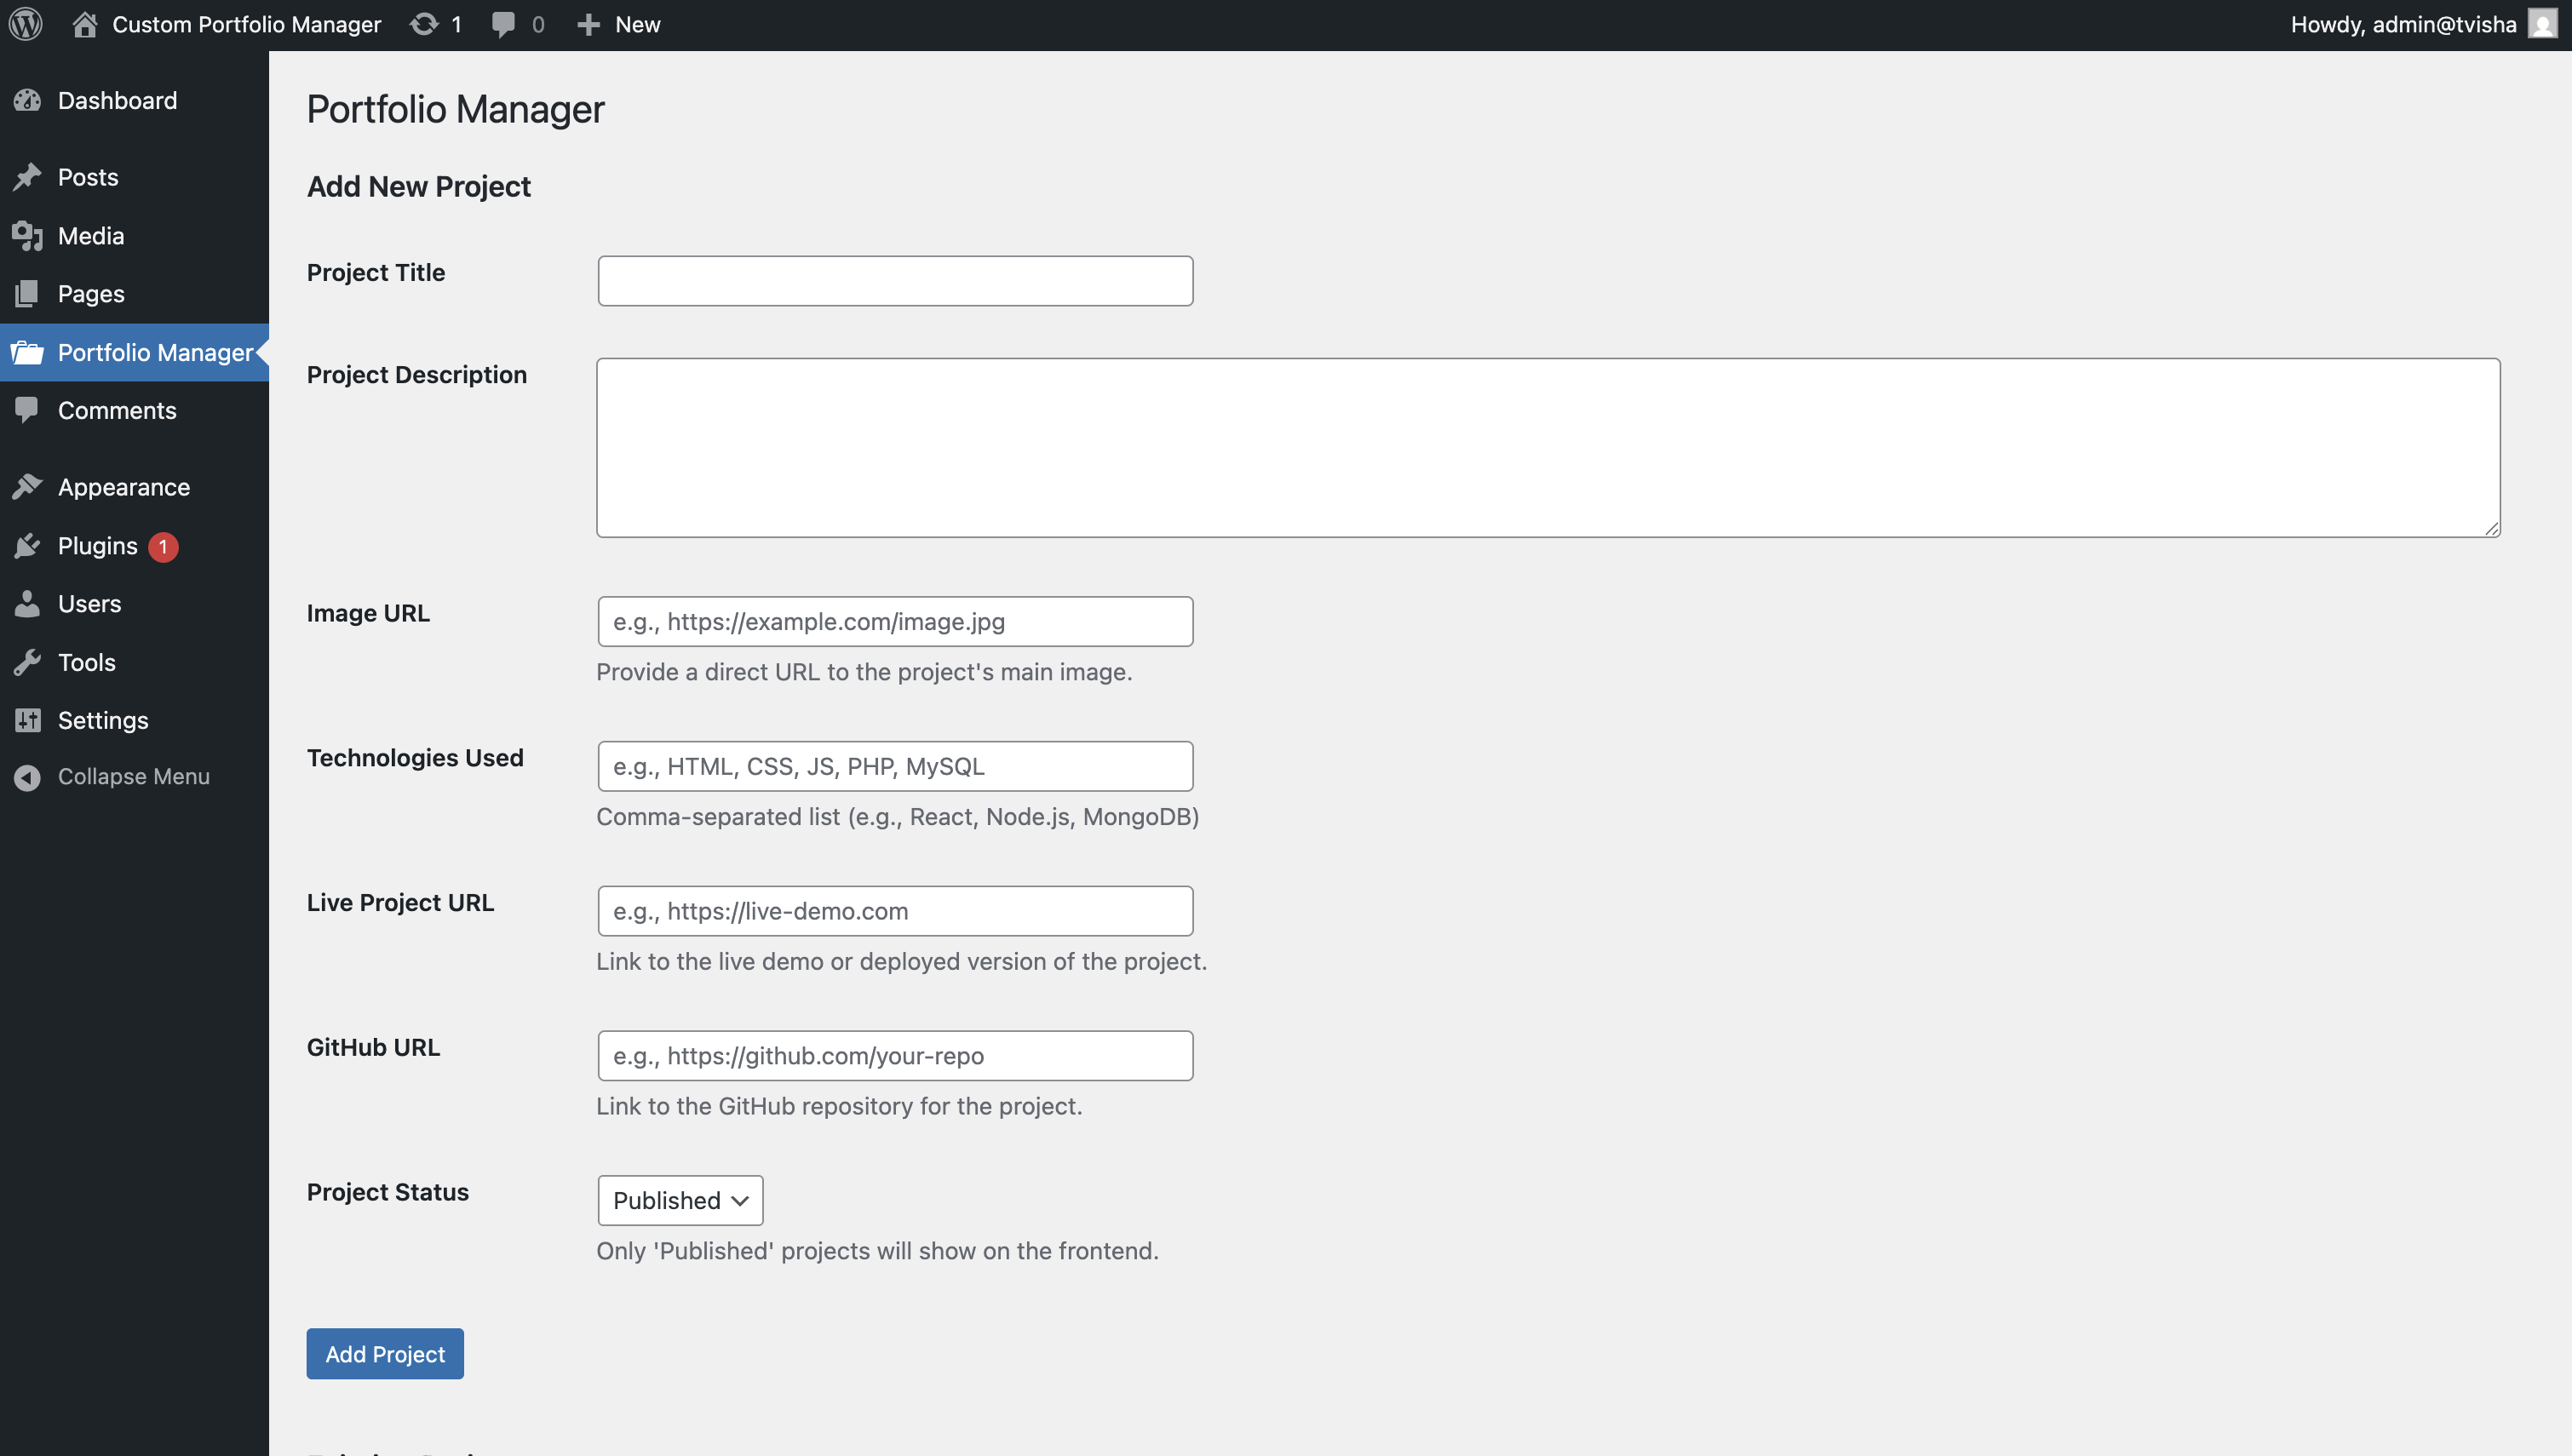 Custom Portfolio Manager 1 0 New Howdy, admin@tvisha
Dashboard
Posts
Media
Pages
Portfolio Manager
Comments
Appearance
Plugins 1
Users
Tools
Settings
Collapse Menu
Portfolio Manager
Add New Project
Project Title
Project Description
Image URL
e.g., https://example.com/image.jpg
Provide a direct URL to the project's main image.
Technologies Used
e.g., HTML, CSS, JS, PHP, MySQL
Comma-separated list (e.g., React, Node.js, MongoDB)
Live Project URL
e.g., https://live-demo.com
Link to the live demo or deployed version of the project.
GitHub URL
e.g., https://github.com/your-repo
Link to the GitHub repository for the project.
Project Status
Published
Only 'Published' projects will show on the frontend.
Add Project